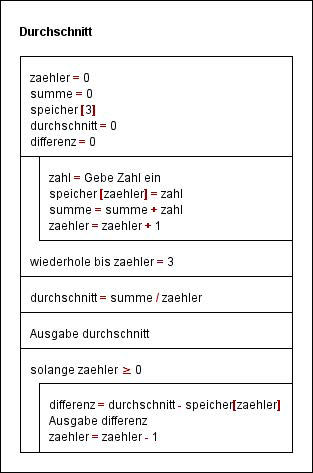 Durchschnitt
zaehler = 0
summe = 0
speicher [3]
durchschnitt = 0
differenz = 0
zahl = Gebe Zahl ein
speicher [zaehler] = zahl
summe = summe + zahl
zaehler = zaehler + 1
wiederhole bis zaehler = 3
durchschnitt = summe / zaehler
Ausgabe durchschnitt
solange zaehler ≥ 0
differenz = durchschnitt - speicher[zaehler]
Ausgabe differenz
zaehler = zaehler - 1